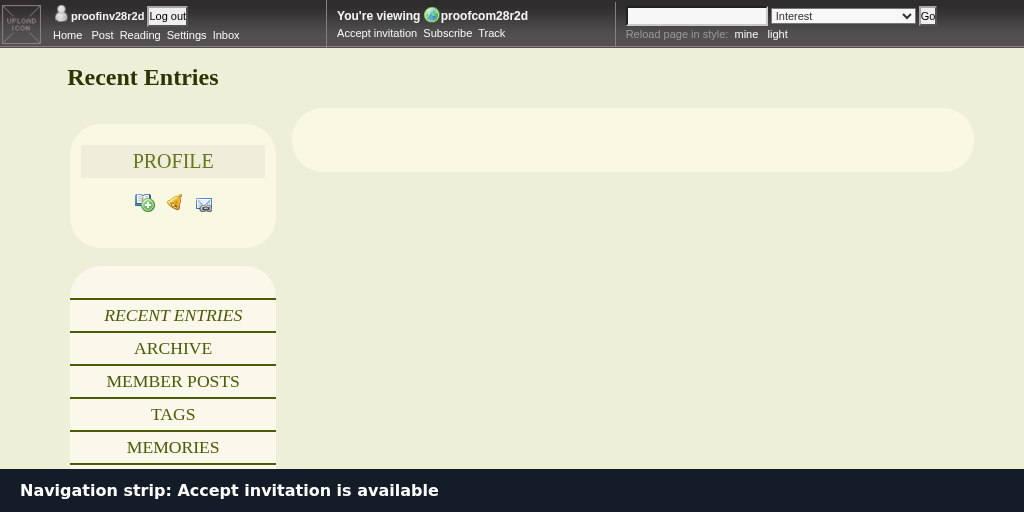 UPLOAD ICON
proofinv28r2d Log out
Home Post Reading Settings Inbox
You're viewing proofcom28r2d
Accept invitation Subscribe Track
Interest Go
Reload page in style: mine light
Recent Entries
PROFILE
RECENT ENTRIES
ARCHIVE
MEMBER POSTS
TAGS
MEMORIES
Navigation strip: Accept invitation is available